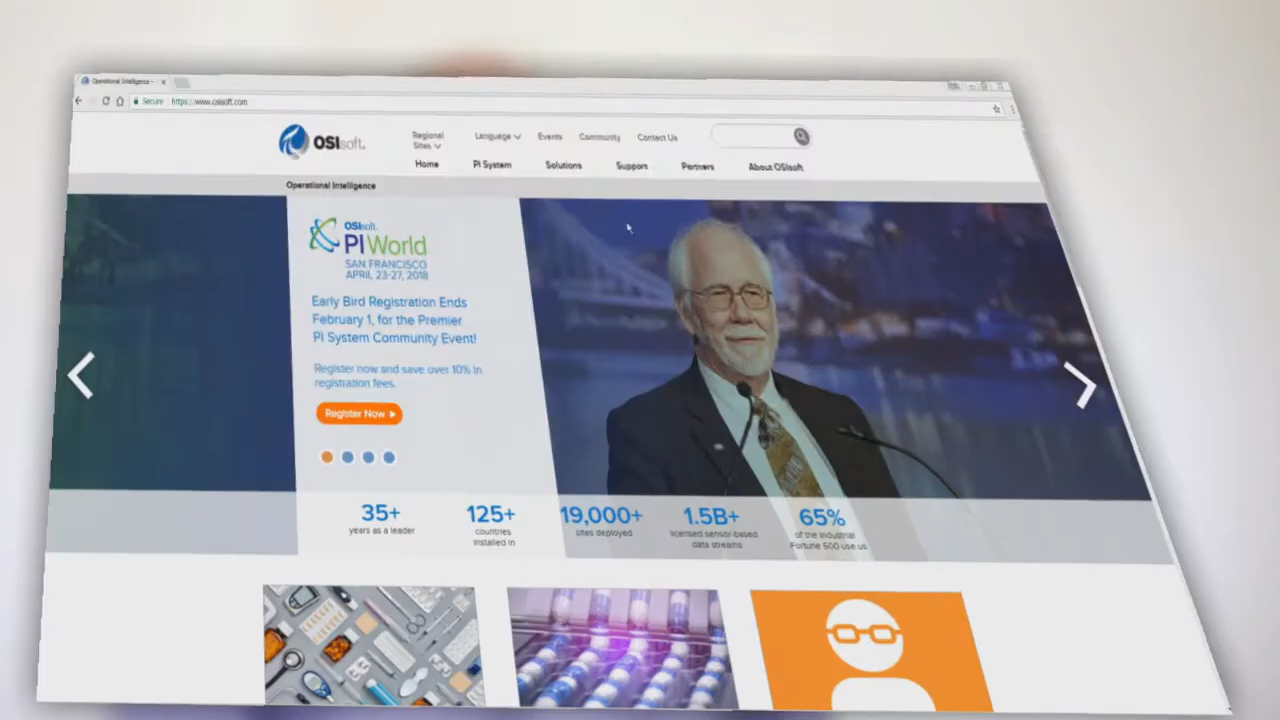 Operational Intelligence -
Secure https://www.osisoft.com
OSIsoft.
Regional Sites
Language
Events
Community
Contact Us
Home
PI System
Solutions
Support
Partners
About OSIsoft
Operational Intelligence
OSIsoft.
PI World
SAN FRANCISCO
APRIL 23-27, 2018
Early Bird Registration Ends
February 1, for the Premier
PI System Community Event!
Register now and save over 10% in
registration fees.
Register Now
35+
years as a leader
125+
countries
installed in
19,000+
sites deployed
1.5B+
licensed sensor-based
data streams
65%
of the Industrial
Fortune 500 use us